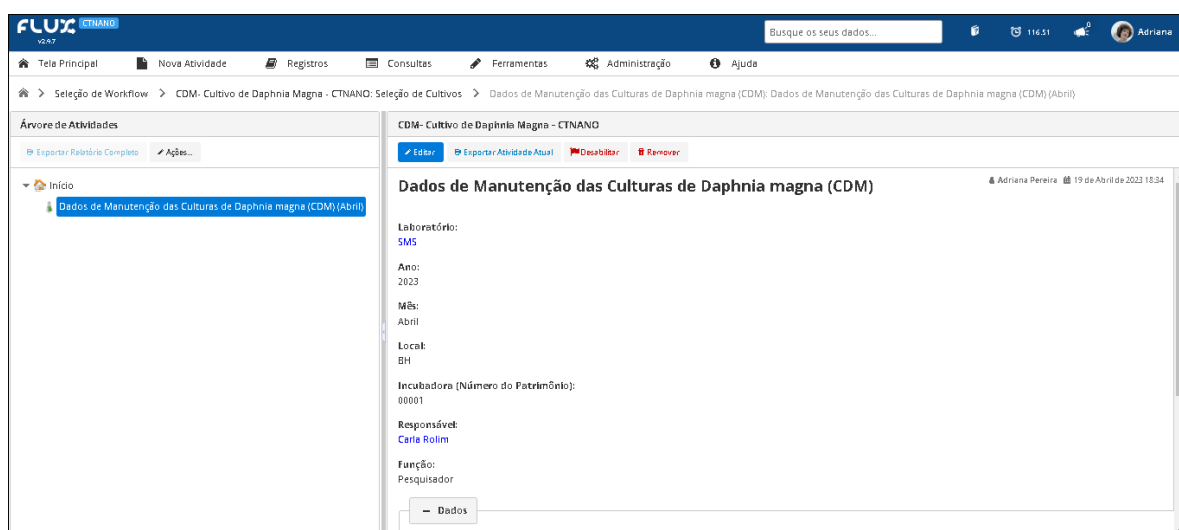 FLUX CTNANO
v2.9.7
Busque os seus dados...
116.51
0
Adriana
Tela Principal Nova Atividade Registros Consultas Ferramentas Administração Ajuda
Seleção de Workflow > CDM- Cultivo de Daphnia Magna - CTNANO: Seleção de Cultivos > Dados de Manutenção das Culturas de Daphnia magna (CDM): Dados de Manutenção das Culturas de Daphnia magna (CDM) (Abril)
Árvore de Atividades
Exportar Relatório Completo Ações...
Início
Dados de Manutenção das Culturas de Daphnia magna (CDM) (Abril)
CDM- Cultivo de Daphnia Magna - CTNANO
Editar Exportar Atividade Atual Desabilitar Remover
Dados de Manutenção das Culturas de Daphnia magna (CDM)
Adriana Pereira 19 de Abril de 2023 18:34
Laboratório:
SMS
Ano:
2023
Mês:
Abril
Local:
BH
Incubadora (Número do Patrimônio):
00001
Responsável:
Carla Rolim
Função:
Pesquisador
− Dados